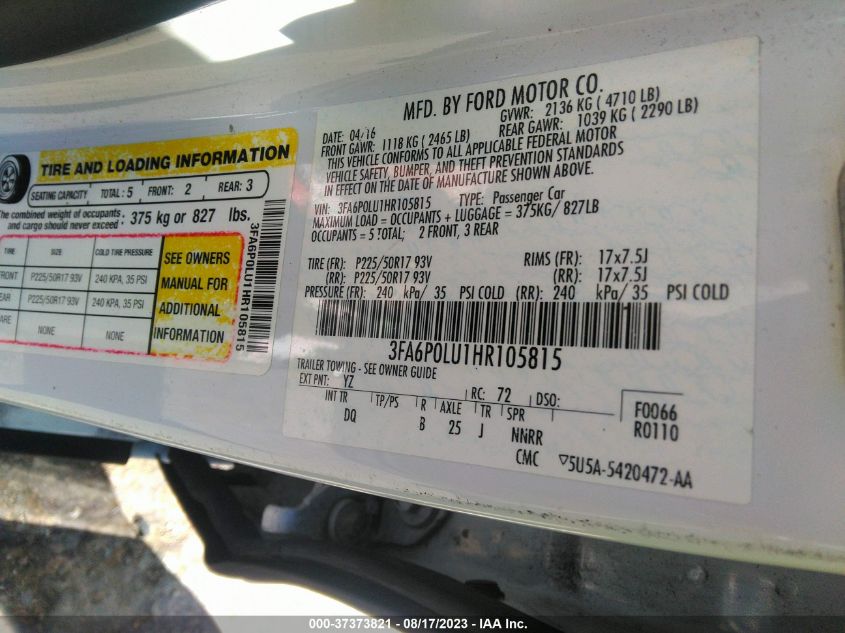 TIRE AND LOADING INFORMATION
SEATING CAPACITY TOTAL: 5 FRONT: 2 REAR: 3
The combined weight of occupants and cargo should never exceed: 375 kg or 827 lbs.
TIRE SIZE COLD TIRE PRESSURE
FRONT P225/50R17 93V 240 KPA, 35 PSI
REAR P225/50R17 93V 240 KPA, 35 PSI
NONE NONE
SEE OWNERS
MANUAL FOR
ADDITIONAL
INFORMATION
3FA6P0LU1HR105815
MFD. BY FORD MOTOR CO.
DATE: 04/16 GVWR: 2136 KG ( 4710 LB)
FRONT GAWR: 1118 KG ( 2465 LB) REAR GAWR: 1039 KG ( 2290 LB)
THIS VEHICLE CONFORMS TO ALL APPLICABLE FEDERAL MOTOR
VEHICLE SAFETY, BUMPER, AND THEFT PREVENTION STANDARDS
IN EFFECT ON THE DATE OF MANUFACTURE SHOWN ABOVE.
VIN: 3FA6P0LU1HR105815 TYPE: Passenger Car
MAXIMUM LOAD = OCCUPANTS + LUGGAGE = 375KG/ 827LB
OCCUPANTS = 5 TOTAL; 2 FRONT, 3 REAR
TIRE (FR): P225/50R17 93V RIMS (FR): 17x7.5J
(RR): P225/50R17 93V (RR): 17x7.5J
PRESSURE (FR): 240 kPa/ 35 PSI COLD (RR): 240 kPa/ 35 PSI COLD
1
3FA6P0LU1HR105815
TRAILER TOWING - SEE OWNER GUIDE
EXT PNT: YZ RC: 72 DSO:
INT TR TP/PS R AXLE TR SPR
DQ B 25 J NNRR
F0066
R0110
CMC ▽5U5A-5420472-AA
000-37373821 - 08/17/2023 - IAA Inc.